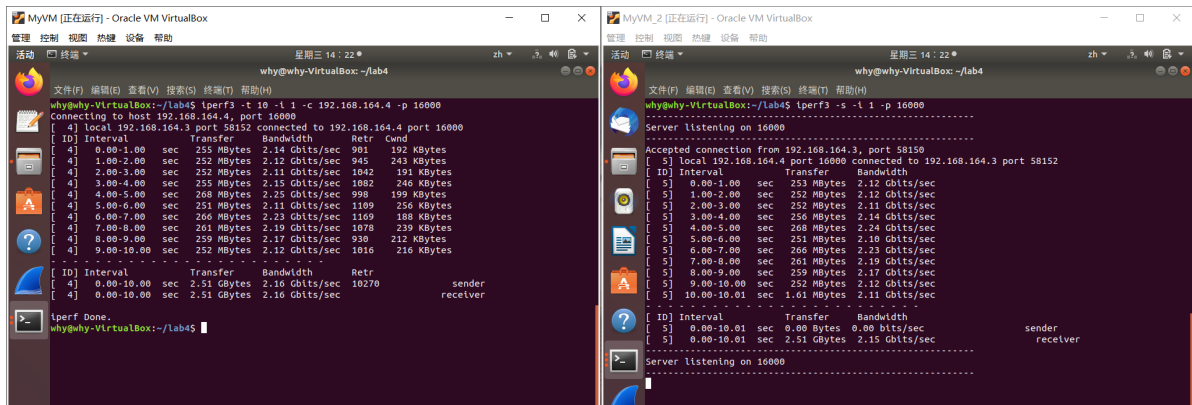 MyVM [正在运行] - Oracle VM VirtualBox
管理 控制 视图 热键 设备 帮助
活动 终端 星期三 14：22 zh
why@why-VirtualBox: ~/lab4
文件(F) 编辑(E) 查看(V) 搜索(S) 终端(T) 帮助(H)
why@why-VirtualBox:~/lab4$ iperf3 -t 10 -i 1 -c 192.168.164.4 -p 16000
Connecting to host 192.168.164.4, port 16000
[  4] local 192.168.164.3 port 58152 connected to 192.168.164.4 port 16000
[ ID] Interval           Transfer     Bandwidth       Retr  Cwnd
[  4]   0.00-1.00   sec   255 MBytes  2.14 Gbits/sec  901    192 KBytes
[  4]   1.00-2.00   sec   252 MBytes  2.12 Gbits/sec  945    243 KBytes
[  4]   2.00-3.00   sec   252 MBytes  2.11 Gbits/sec  1042    191 KBytes
[  4]   3.00-4.00   sec   255 MBytes  2.15 Gbits/sec  1082    246 KBytes
[  4]   4.00-5.00   sec   268 MBytes  2.25 Gbits/sec  998    199 KBytes
[  4]   5.00-6.00   sec   251 MBytes  2.11 Gbits/sec  1109    256 KBytes
[  4]   6.00-7.00   sec   266 MBytes  2.23 Gbits/sec  1169    188 KBytes
[  4]   7.00-8.00   sec   261 MBytes  2.19 Gbits/sec  1078    239 KBytes
[  4]   8.00-9.00   sec   259 MBytes  2.17 Gbits/sec  930    212 KBytes
[  4]   9.00-10.00  sec   252 MBytes  2.12 Gbits/sec  1016    216 KBytes
- - - - - - - - - - - - - - - - - - - - - - - - -
[ ID] Interval           Transfer     Bandwidth       Retr
[  4]   0.00-10.00  sec  2.51 GBytes  2.16 Gbits/sec  10270             sender
[  4]   0.00-10.00  sec  2.51 GBytes  2.16 Gbits/sec                  receiver
iperf Done.
why@why-VirtualBox:~/lab4$
MyVM_2 [正在运行] - Oracle VM VirtualBox
管理 控制 视图 热键 设备 帮助
活动 终端 星期三 14：22 zh
why@why-VirtualBox: ~/lab4
文件(F) 编辑(E) 查看(V) 搜索(S) 终端(T) 帮助(H)
why@why-VirtualBox:~/lab4$ iperf3 -s -i 1 -p 16000
-----------------------------------------------------------
Server listening on 16000
-----------------------------------------------------------
Accepted connection from 192.168.164.3, port 58150
[  5] local 192.168.164.4 port 16000 connected to 192.168.164.3 port 58152
[ ID] Interval           Transfer     Bandwidth
[  5]   0.00-1.00   sec   253 MBytes  2.12 Gbits/sec
[  5]   1.00-2.00   sec   252 MBytes  2.12 Gbits/sec
[  5]   2.00-3.00   sec   252 MBytes  2.11 Gbits/sec
[  5]   3.00-4.00   sec   256 MBytes  2.14 Gbits/sec
[  5]   4.00-5.00   sec   268 MBytes  2.24 Gbits/sec
[  5]   5.00-6.00   sec   251 MBytes  2.10 Gbits/sec
[  5]   6.00-7.00   sec   266 MBytes  2.23 Gbits/sec
[  5]   7.00-8.00   sec   261 MBytes  2.19 Gbits/sec
[  5]   8.00-9.00   sec   259 MBytes  2.17 Gbits/sec
[  5]   9.00-10.00  sec   252 MBytes  2.12 Gbits/sec
[  5]  10.00-10.01  sec  1.61 MBytes  2.11 Gbits/sec
- - - - - - - - - - - - - - - - - - - - - - - - -
[ ID] Interval           Transfer     Bandwidth
[  5]   0.00-10.01  sec  0.00 Bytes  0.00 bits/sec                  sender
[  5]   0.00-10.01  sec  2.51 GBytes  2.15 Gbits/sec                  receiver
-----------------------------------------------------------
Server listening on 16000
-----------------------------------------------------------